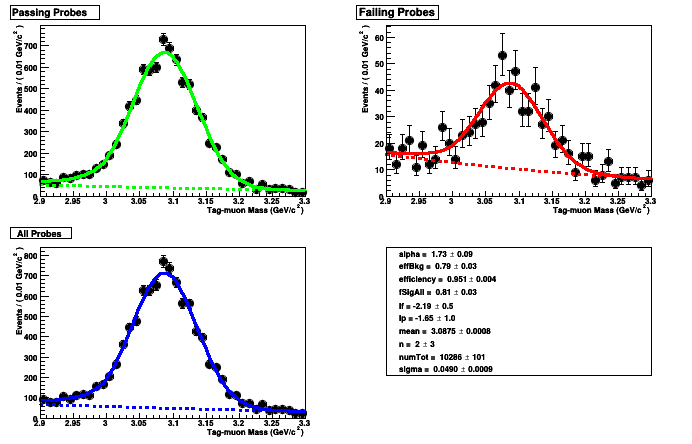 Passing Probes
Events / ( 0.01 GeV/c² )
700
600
500
400
300
200
100
0
2.9 2.95 3 3.05 3.1 3.15 3.2 3.25 3.3
Tag-muon Mass (GeV/c²)
Failing Probes
Events / ( 0.01 GeV/c² )
60
50
40
30
20
10
0
2.9 2.95 3 3.05 3.1 3.15 3.2 3.25 3.3
Tag-muon Mass (GeV/c²)
All Probes
Events / ( 0.01 GeV/c² )
800
700
600
500
400
300
200
100
0
2.9 2.95 3 3.05 3.1 3.15 3.2 3.25 3.3
Tag-muon Mass (GeV/c²)
alpha = 1.73 ± 0.09
effBkg = 0.79 ± 0.03
efficiency = 0.951 ± 0.004
fSigAll = 0.81 ± 0.03
lf = -2.19 ± 0.5
lp = -1.65 ± 1.0
mean = 3.0875 ± 0.0008
n = 2 ± 3
numTot = 10286 ± 101
sigma = 0.0490 ± 0.0009